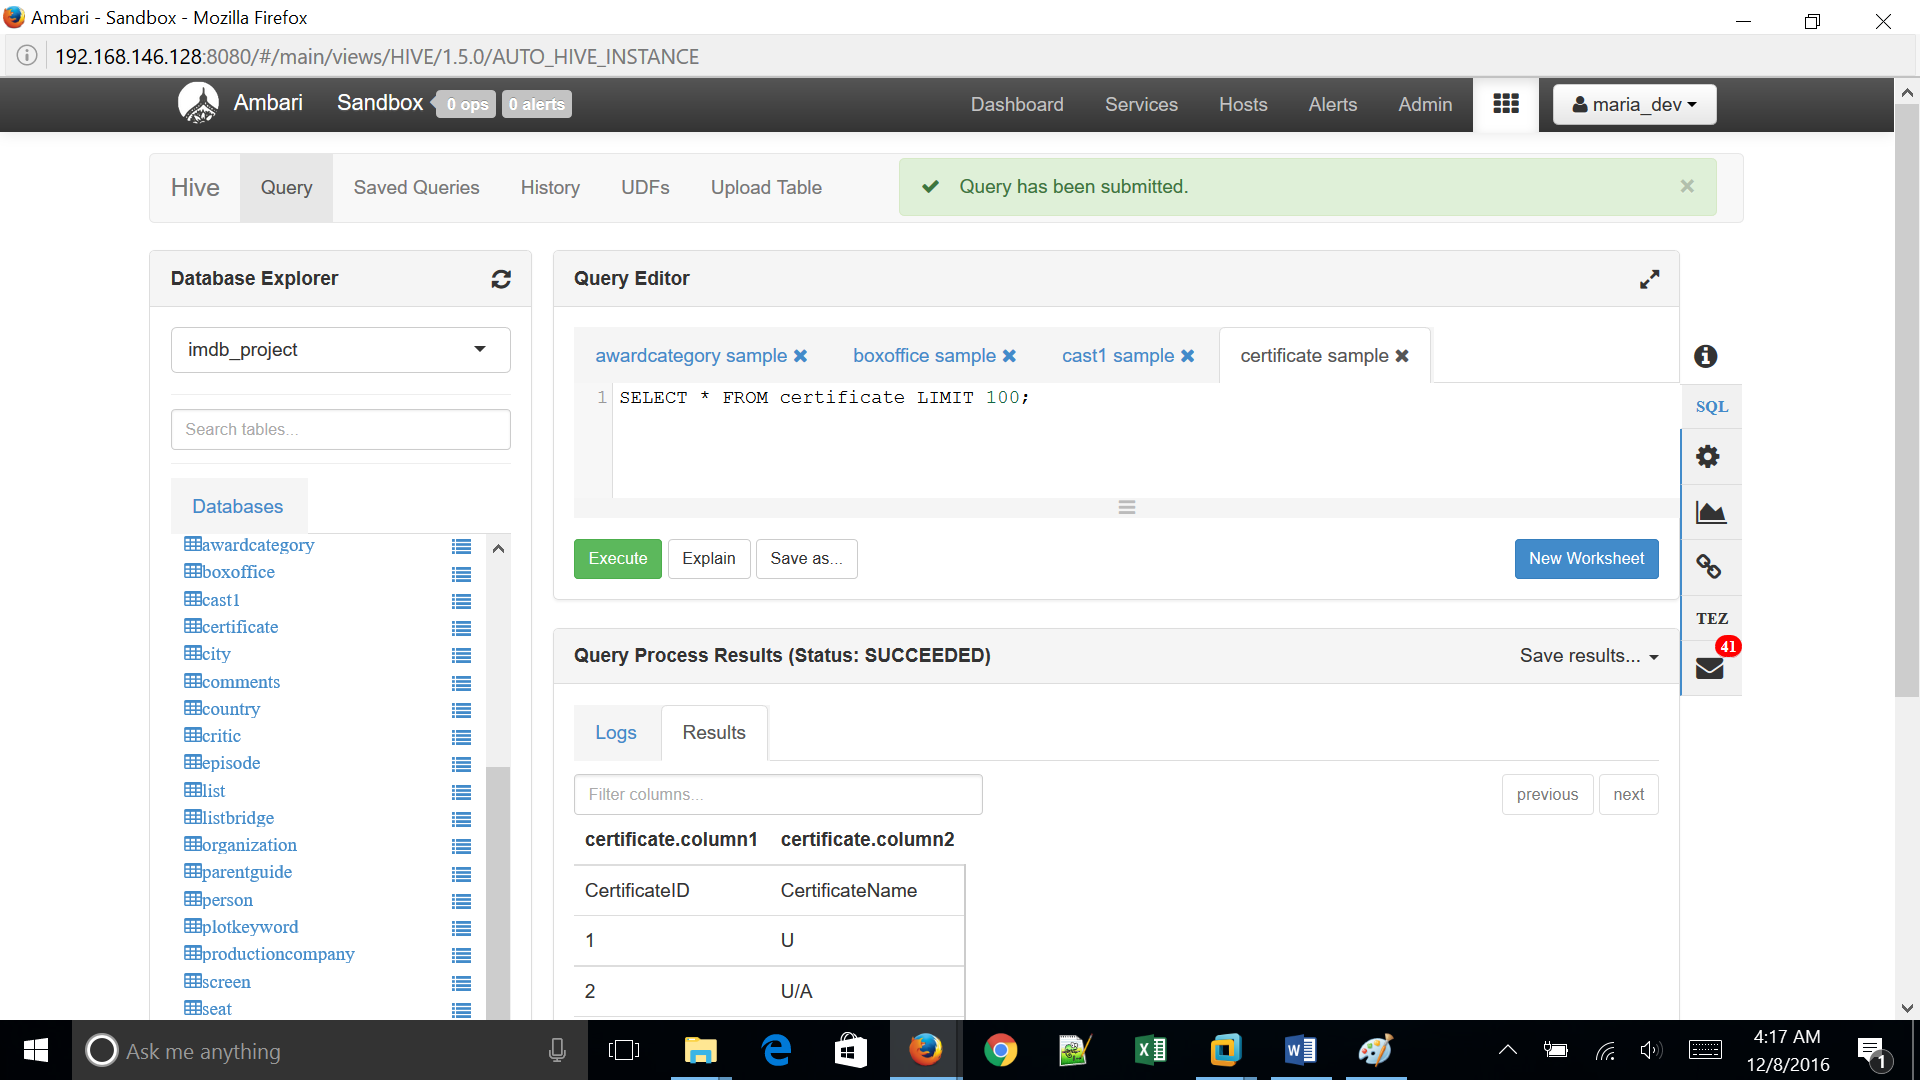 Ambari - Sandbox - Mozilla Firefox
192.168.146.128:8080/#/main/views/HIVE/1.5.0/AUTO_HIVE_INSTANCE
Ambari Sandbox 0 ops 0 alerts Dashboard Services Hosts Alerts Admin maria_dev
Hive Query Saved Queries History UDFs Upload Table Query has been submitted.
Database Explorer
imdb_project
Search tables...
Databases
awardcategory
boxoffice
cast1
certificate
city
comments
country
critic
episode
list
listbridge
organization
parentguide
person
plotkeyword
productioncompany
screen
seat
Query Editor
awardcategory sample boxoffice sample cast1 sample certificate sample
1 SELECT * FROM certificate LIMIT 100;
Execute Explain Save as... New Worksheet
SQL
TEZ
41
Query Process Results (Status: SUCCEEDED) Save results...
Logs Results
Filter columns... previous next
certificate.column1 certificate.column2
CertificateID CertificateName
1 U
2 U/A
Ask me anything
4:17 AM
12/8/2016
1